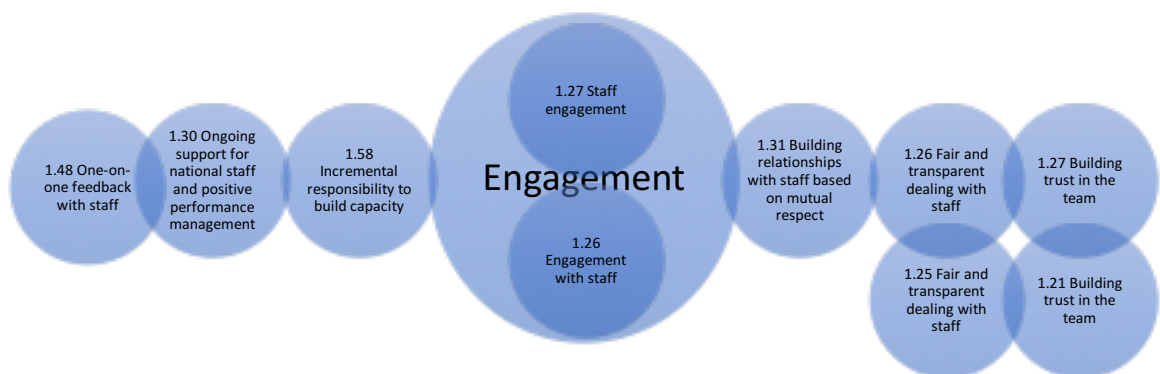 1.48 One-on-
one feedback
with staff
1.30 Ongoing
support for
national staff
and positive
performance
management
1.58
Incremental
responsibility to
build capacity
1.27 Staff
engagement
Engagement
1.26
Engagement
with staff
1.31 Building
relationships
with staff based
on mutual
respect
1.26 Fair and
transparent
dealing with
staff
1.27 Building
trust in the
team
1.25 Fair and
transparent
dealing with
staff
1.21 Building
trust in the
team